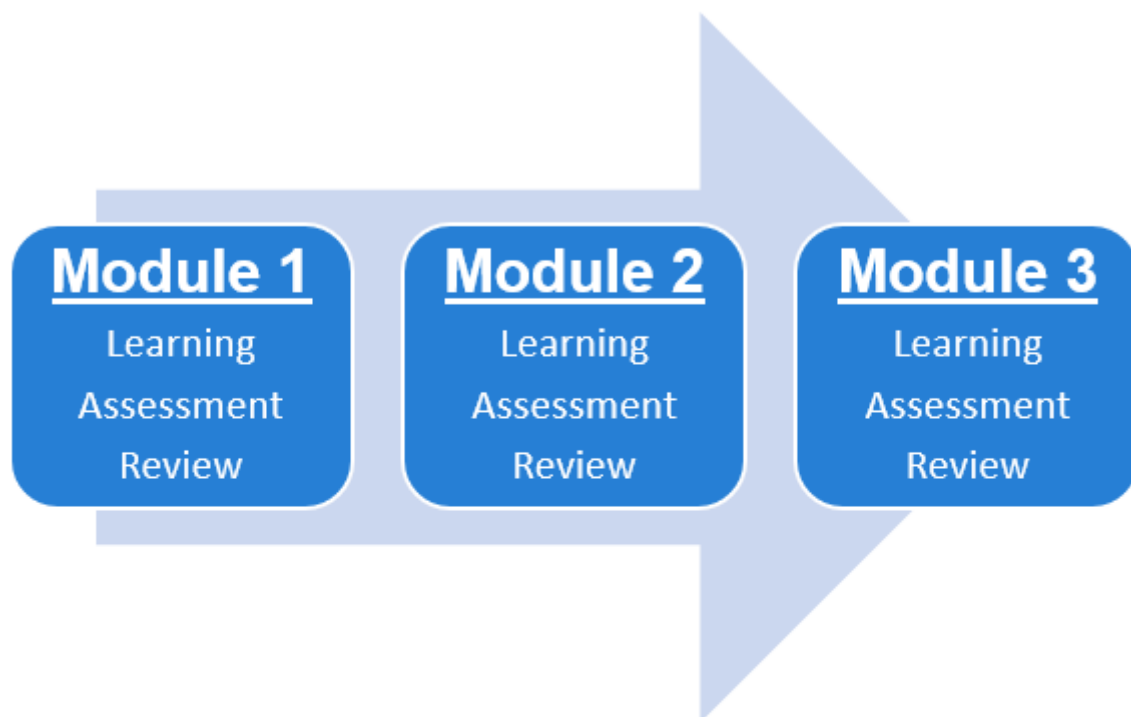 Module 1
Learning
Assessment
Review
Module 2
Learning
Assessment
Review
Module 3
Learning
Assessment
Review